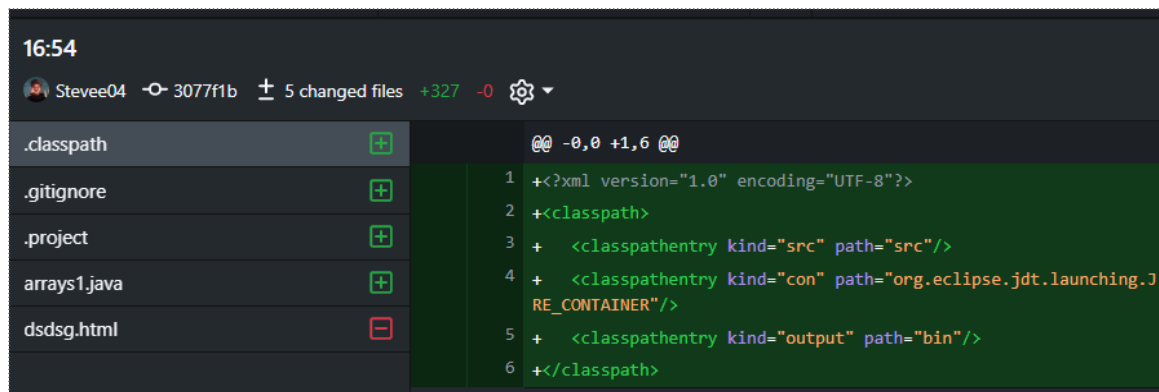 16:54
Stevee04 3077f1b 5 changed files +327 -0
.classpath
.gitignore
.project
arrays1.java
dsdsg.html
@@ -0,0 +1,6 @@
1 +<?xml version="1.0" encoding="UTF-8"?>
2 +<classpath>
3 +   <classpathentry kind="src" path="src"/>
4 +   <classpathentry kind="con" path="org.eclipse.jdt.launching.J
RE_CONTAINER"/>
5 +   <classpathentry kind="output" path="bin"/>
6 +</classpath>